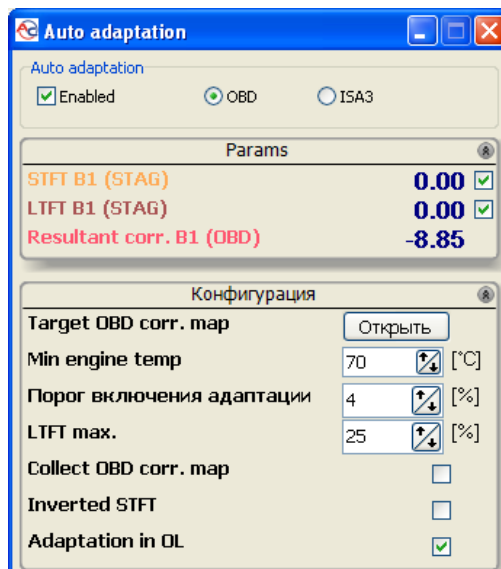 Auto adaptation
Auto adaptation
Enabled OBD ISA3
Params
STFT B1 (STAG) 0.00
LTFT B1 (STAG) 0.00
Resultant corr. B1 (OBD) -8.85
Конфигурация
Target OBD corr. map Открыть
Min engine temp 70 [°C]
Порог включения адаптации 4 [%]
LTFT max. 25 [%]
Collect OBD corr. map
Inverted STFT
Adaptation in OL